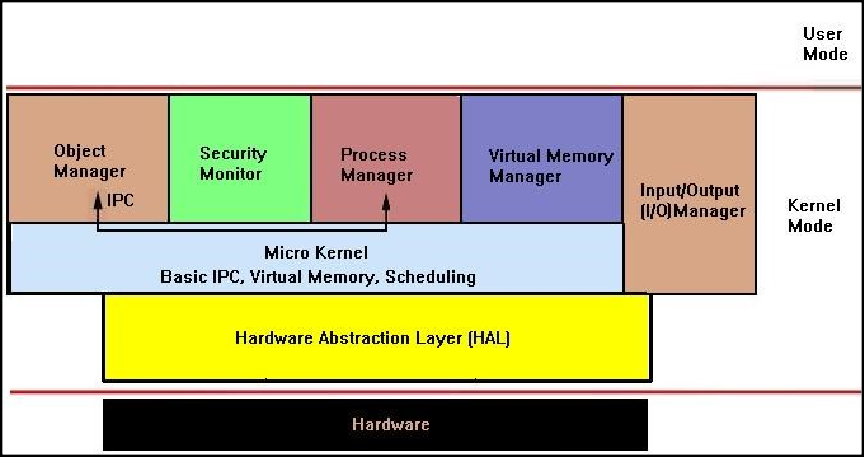 User
Mode
Object
Manager
IPC
Security
Monitor
Process
Manager
Virtual Memory
Manager
Input/Output
(I/O)Manager
Kernel
Mode
Micro Kernel
Basic IPC, Virtual Memory, Scheduling
Hardware Abstraction Layer (HAL)
Hardware